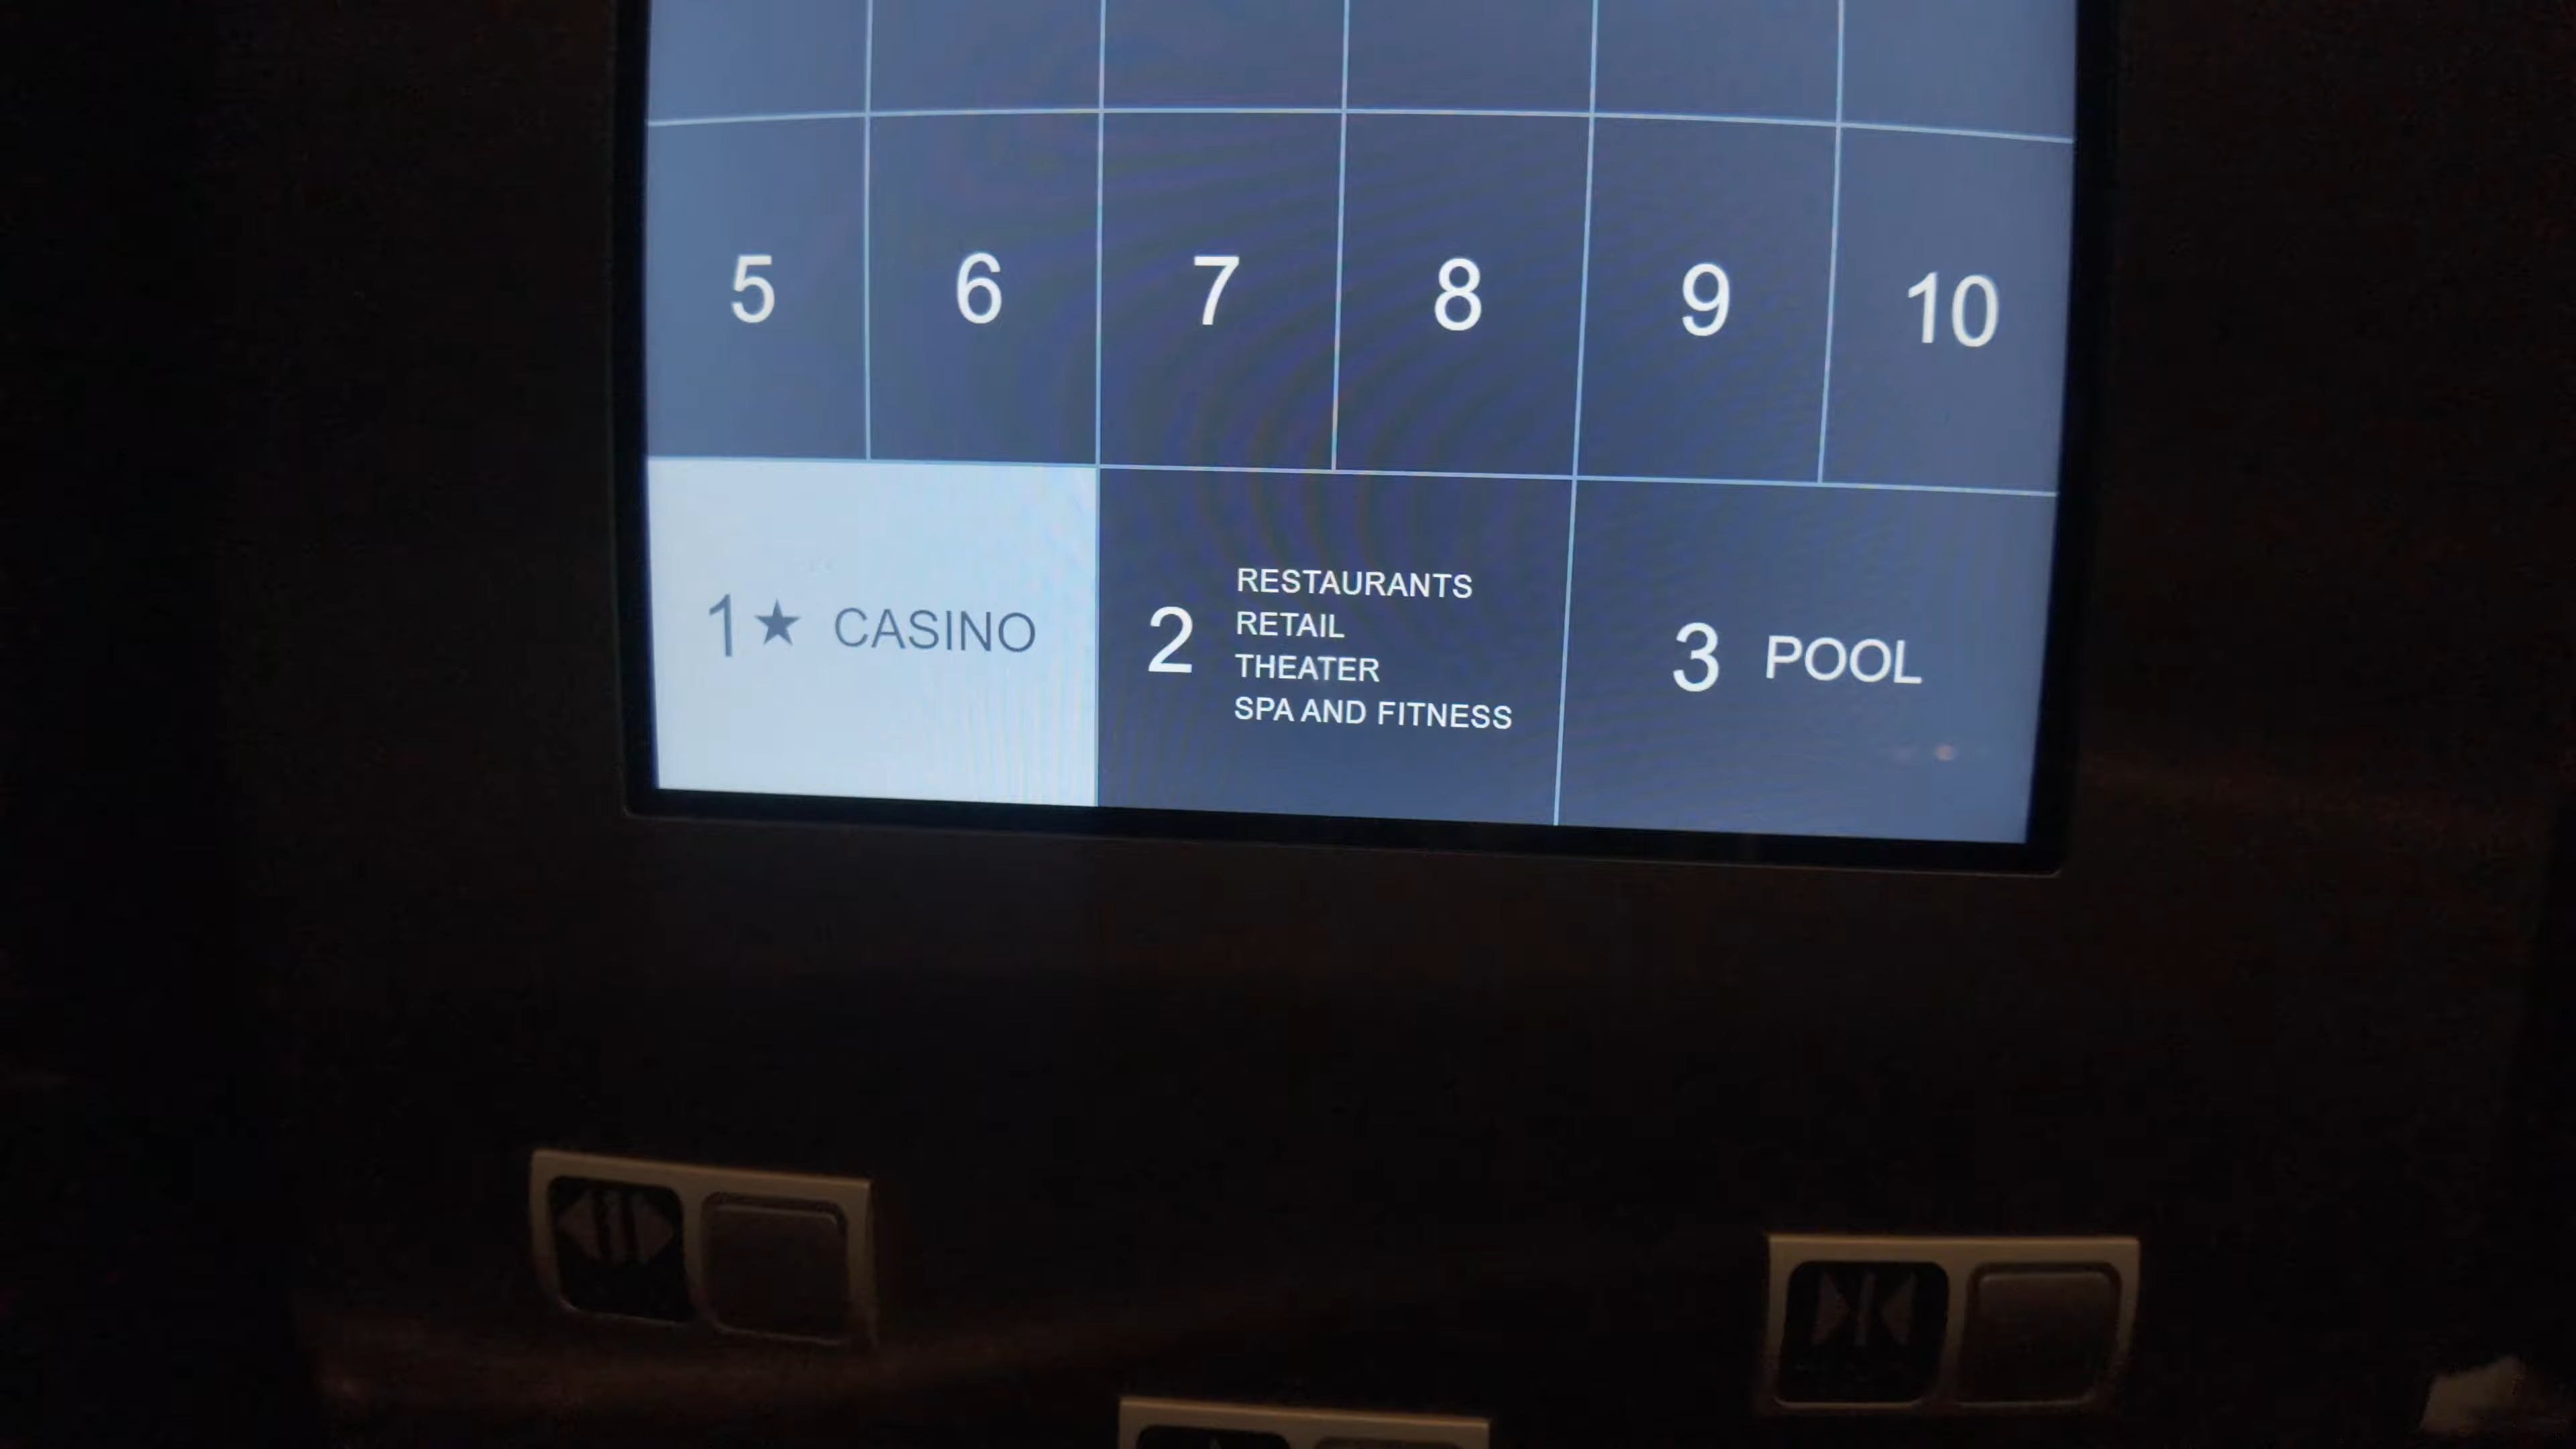 5 6 7 8 9 10
1★ CASINO
2
RESTAURANTS
RETAIL
THEATER
SPA AND FITNESS
3 POOL